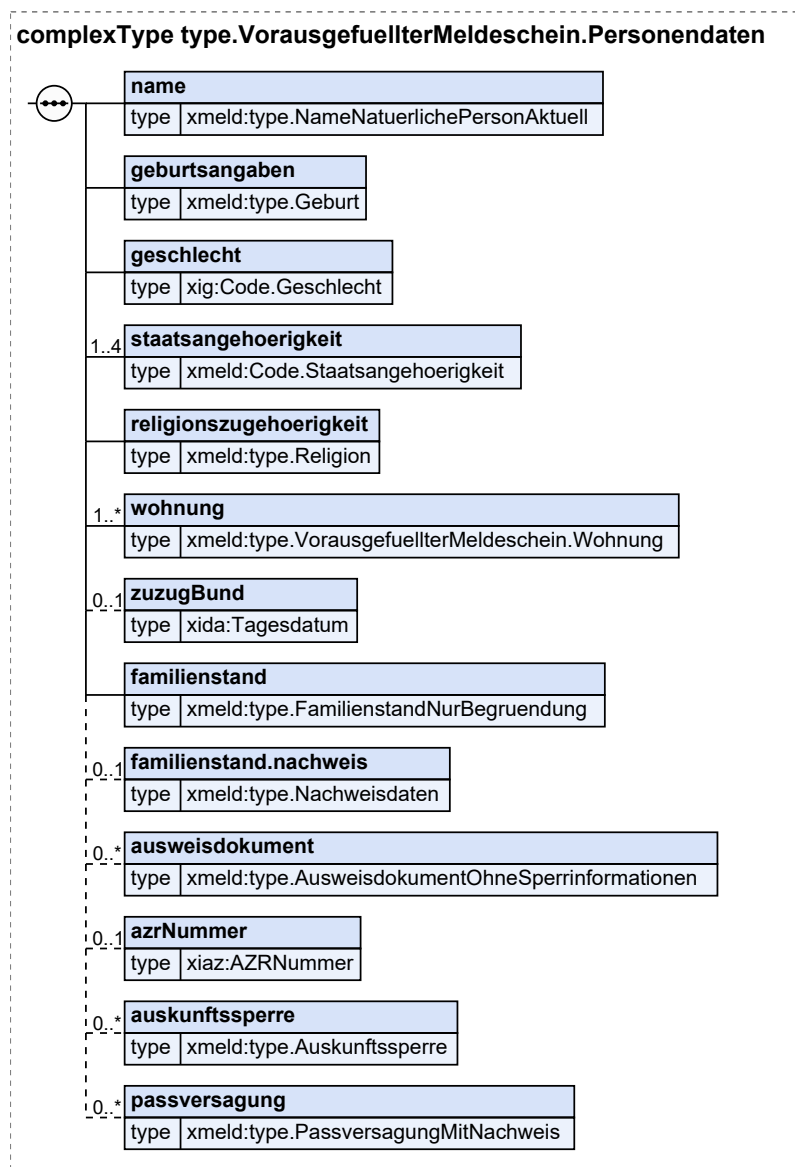 complexType type.VorausgefuellterMeldeschein.Personendaten
name
type xmeld:type.NameNatuerlichePersonAktuell
geburtsangaben
type xmeld:type.Geburt
geschlecht
type xig:Code.Geschlecht
1..4 staatsangehoerigkeit
type xmeld:Code.Staatsangehoerigkeit
religionszugehoerigkeit
type xmeld:type.Religion
1..* wohnung
type xmeld:type.VorausgefuellterMeldeschein.Wohnung
0..1 zuzugBund
type xida:Tagesdatum
familienstand
type xmeld:type.FamilienstandNurBegruendung
0..1 familienstand.nachweis
type xmeld:type.Nachweisdaten
0..* ausweisdokument
type xmeld:type.AusweisdokumentOhneSperrinformationen
0..1 azrNummer
type xiaz:AZRNummer
0..* auskunftssperre
type xmeld:type.Auskunftssperre
0..* passversagung
type xmeld:type.PassversagungMitNachweis